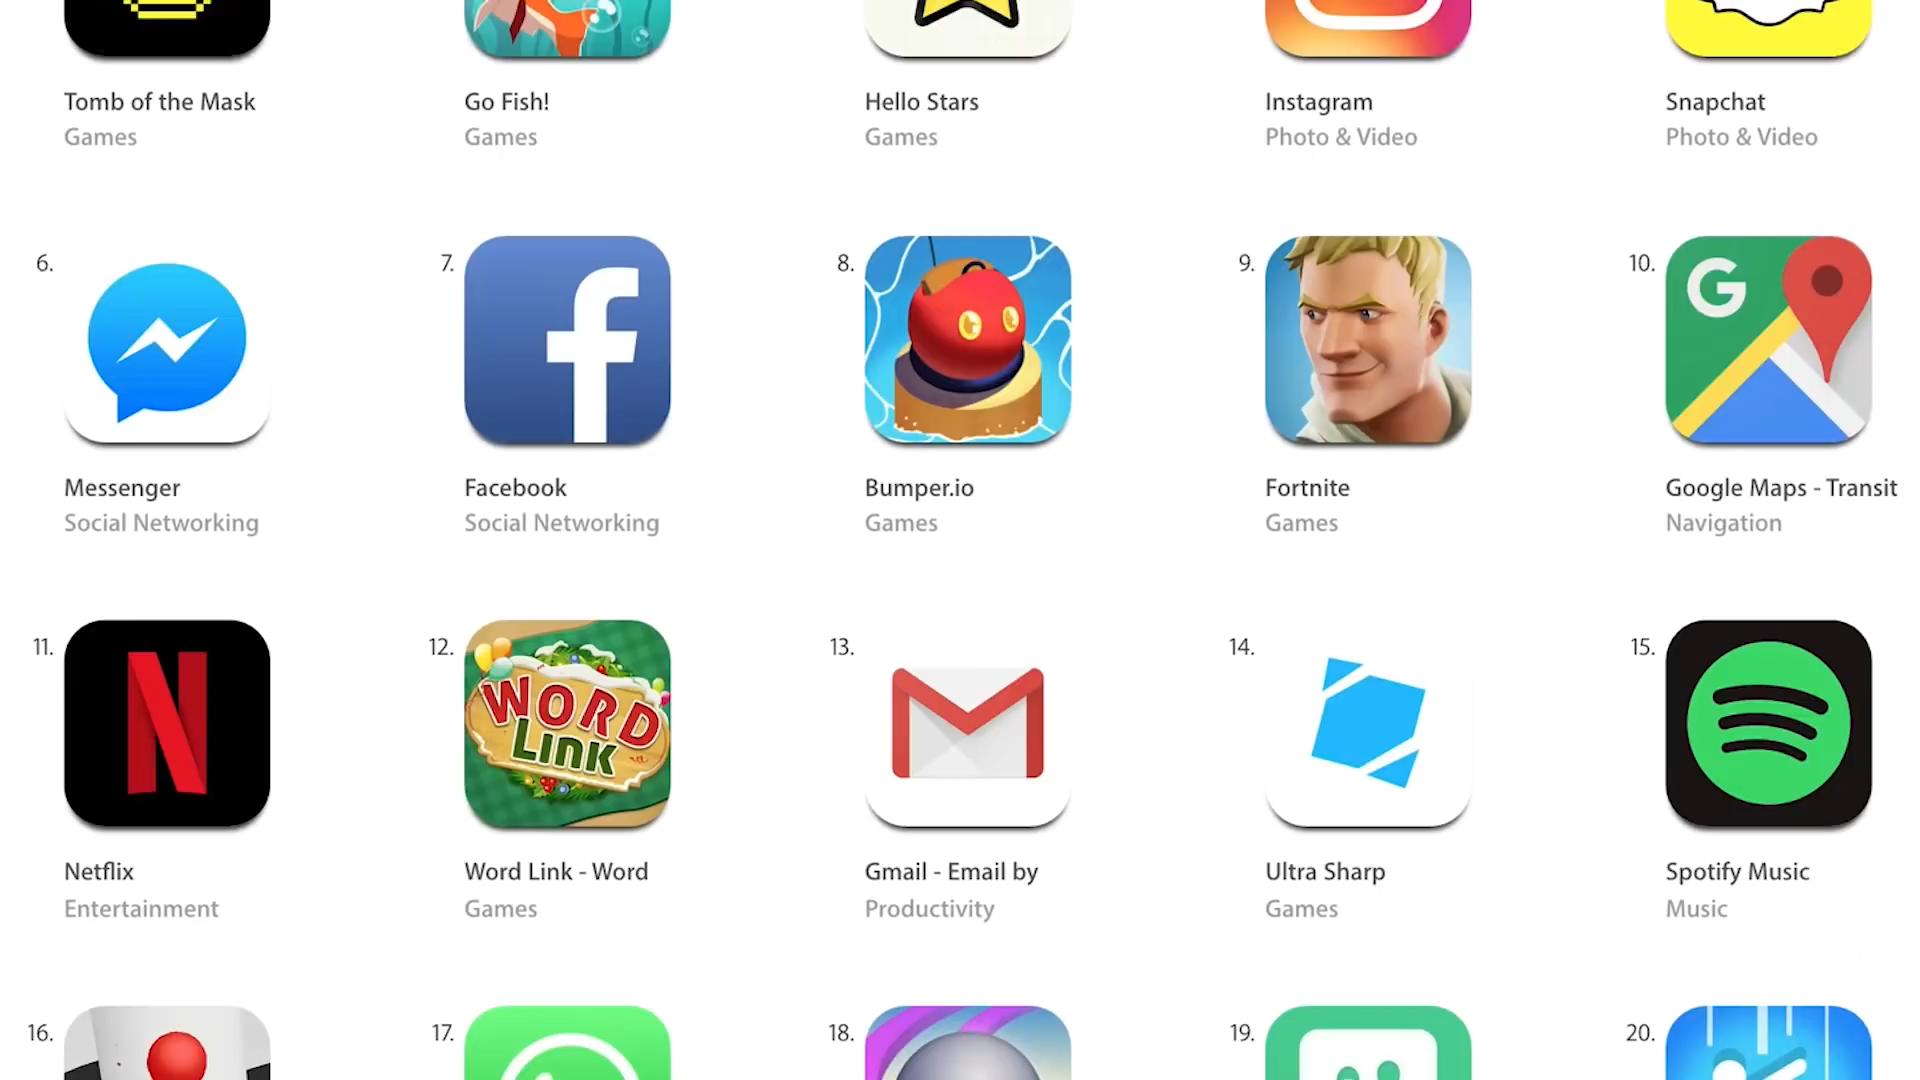 Tomb of the Mask
Games
Go Fish!
Games
Hello Stars
Games
Instagram
Photo & Video
Snapchat
Photo & Video
6.
Messenger
Social Networking
7.
Facebook
Social Networking
8.
Bumper.io
Games
9.
Fortnite
Games
10.
G
Google Maps - Transit
Navigation
11.
N
Netflix
Entertainment
12.
WORD
Link
Word Link - Word
Games
13.
Gmail - Email by
Productivity
14.
Ultra Sharp
Games
15.
Spotify Music
Music
16.
17.
18.
19.
20.